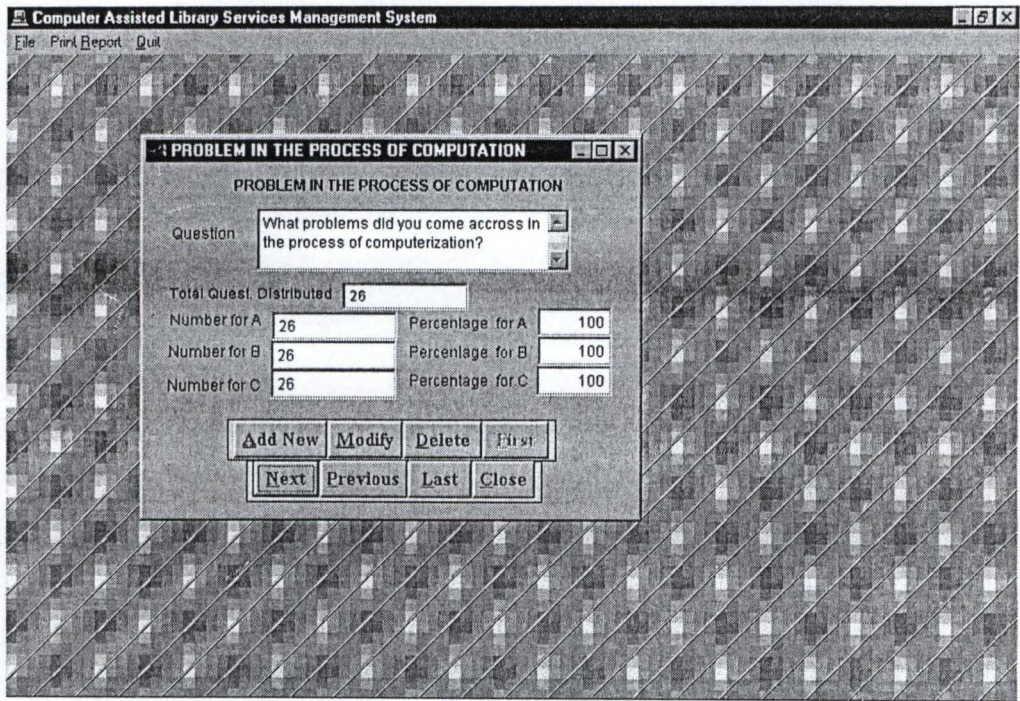 Computer Assisted Library Services Management System
File Print Report Quit
PROBLEM IN THE PROCESS OF COMPUTATION
PROBLEM IN THE PROCESS OF COMPUTATION
Question What problems did you come accross in
the process of computerization?
Total Quest. Distributed 26
Number for A 26 Percentage for A 100
Number for B 26 Percentage for B 100
Number for C 26 Percentage for C 100
Add New Modify Delete First
Next Previous Last Close